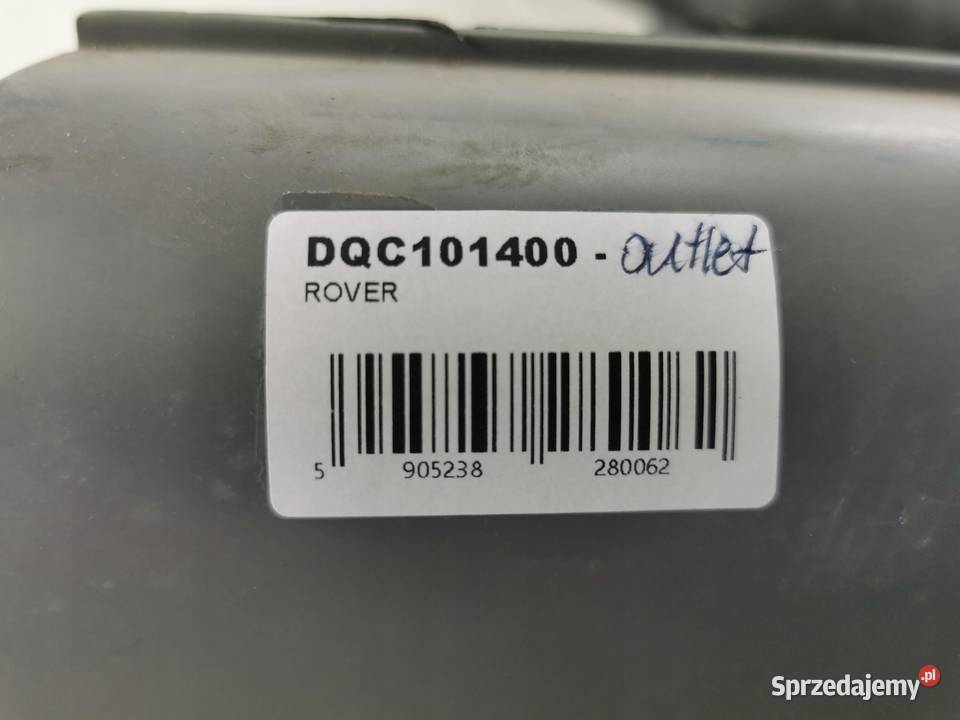 DQC101400 - outlet
ROVER
5 905238 280062
Sprzedajemy.pl